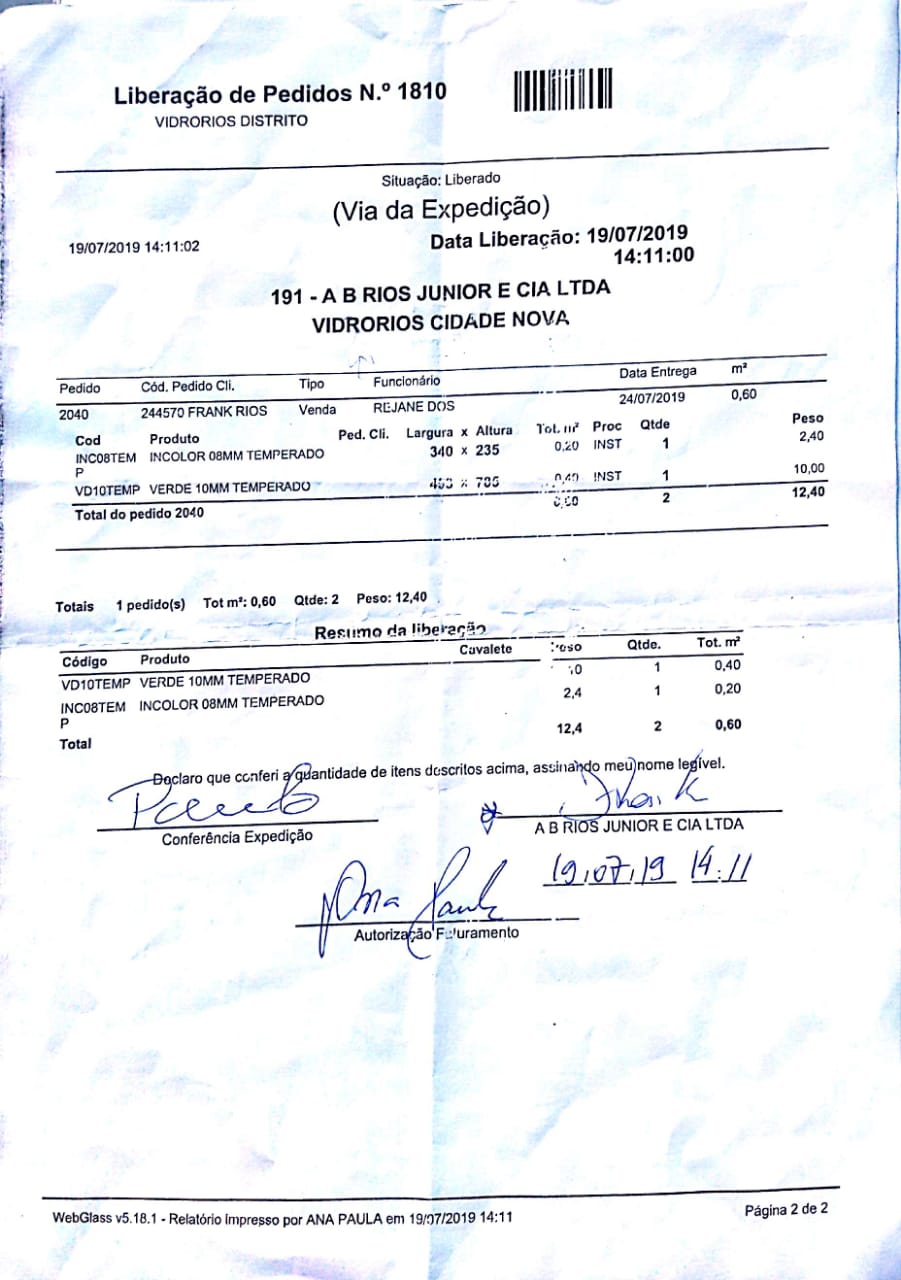 Liberação de Pedidos N.º 1810
VIDRORIOS DISTRITO
Situação: Liberado
(Via da Expedição)
19/07/2019 14:11:02
Data Liberação: 19/07/2019
14:11:00
191 - A B RIOS JUNIOR E CIA LTDA
VIDRORIOS CIDADE NOVA
Pedido Cód. Pedido Cli. Tipo Funcionário Data Entrega m²
2040 244570 FRANK RIOS Venda REJANE DOS 24/07/2019 0,60
Cod Produto Ped. Cli. Largura x Altura Tot. m² Proc Qtde Peso
INC08TEM INCOLOR 08MM TEMPERADO 340 x 235 0,20 INST 1 2,40
P
VD10TEMP VERDE 10MM TEMPERADO x 0,40 INST 1 10,00
Total do pedido 2040 0,60 2 12,40
Totais 1 pedido(s) Tot m²: 0,60 Qtde: 2 Peso: 12,40
Resumo da liberação
Código Produto Cavalete Peso Qtde. Tot. m²
VD10TEMP VERDE 10MM TEMPERADO 1 0,40
INC08TEM INCOLOR 08MM TEMPERADO 2,4 1 0,20
P
Total 12,4 2 0,60
Declaro que conferi a quantidade de itens descritos acima, assinando meu nome legível.
Conferência Expedição
A B RIOS JUNIOR E CIA LTDA
19,07,19 14:11
Ana Paula
Autorização Faturamento
WebGlass v5.18.1 - Relatório Impresso por ANA PAULA em 19/07/2019 14:11
Página 2 de 2